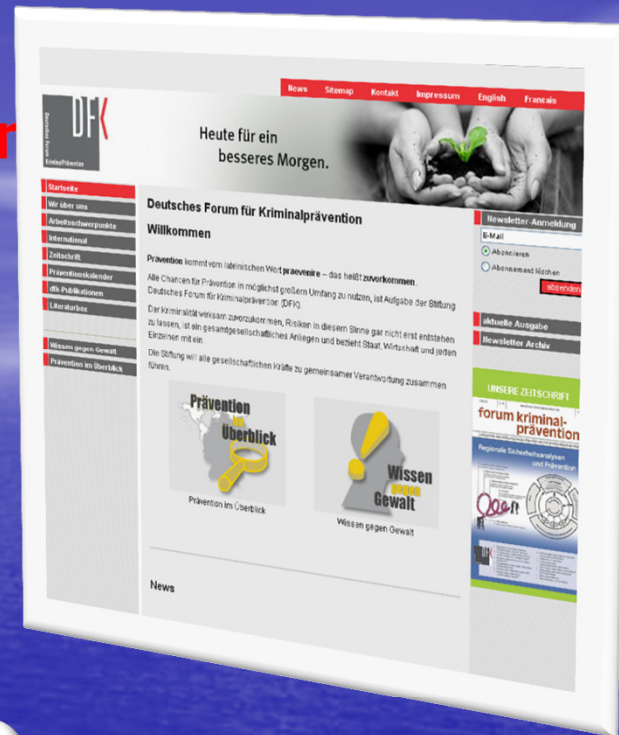 News Sitemap Kontakt Impressum English Francais
DFK
Deutsches Forum
KriminalPrävention
Heute für ein
besseres Morgen.
Startseite
Wir über uns
Arbeitsschwerpunkte
International
Zeitschrift
Präventionskalender
dfk-Publikationen
Literaturbox
Wissen gegen Gewalt
Prävention im Überblick
Deutsches Forum für Kriminalprävention
Willkommen
Prävention kommt vom lateinischen Wort praevenire – das heißt zuvorkommen.
Alle Chancen für Prävention in möglichst großem Umfang zu nutzen, ist Aufgabe der Stiftung
Deutsches Forum für Kriminalprävention (DFK).
Der Kriminalität wirksam zuvorzukommen, Risiken in diesem Sinne gar nicht erst entstehen
zu lassen, ist ein gesamtgesellschaftliches Anliegen und bezieht Staat, Wirtschaft und jeden
Einzelnen mit ein.
Die Stiftung will alle gesellschaftlichen Kräfte zu gemeinsamer Verantwortung zusammen
führen.
Prävention
im
Überblick
Prävention im Überblick
Wissen
gegen
Gewalt
Wissen gegen Gewalt
News
Newsletter-Anmeldung
E-Mail
Abonnieren
Abonnement löschen
absenden
aktuelle Ausgabe
Newsletter Archiv
UNSERE ZEITSCHRIFT
forum kriminal-
prävention
Regionale Sicherheitsanalysen
und Prävention
DFK